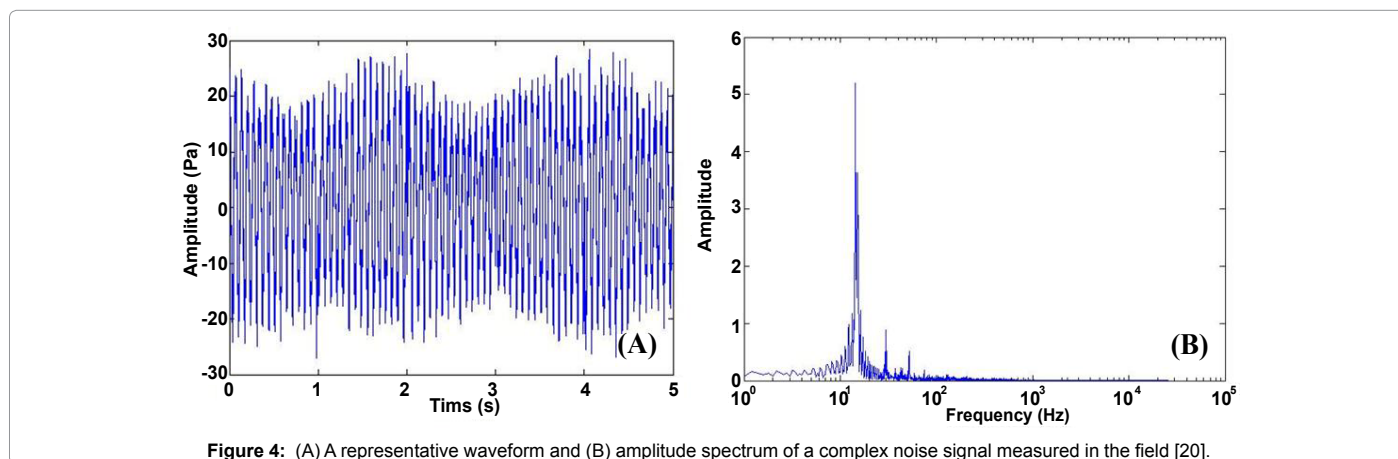 30
20
10
0
-10
-20
-30
0 1 2 3 4 5
Amplitude (Pa)
Tims (s)
(A)
6
5
4
3
2
1
0
10^0 10^1 10^2 10^3 10^4 10^5
Amplitude
Frequency (Hz)
(B)
Figure 4: (A) A representative waveform and (B) amplitude spectrum of a complex noise signal measured in the field [20].